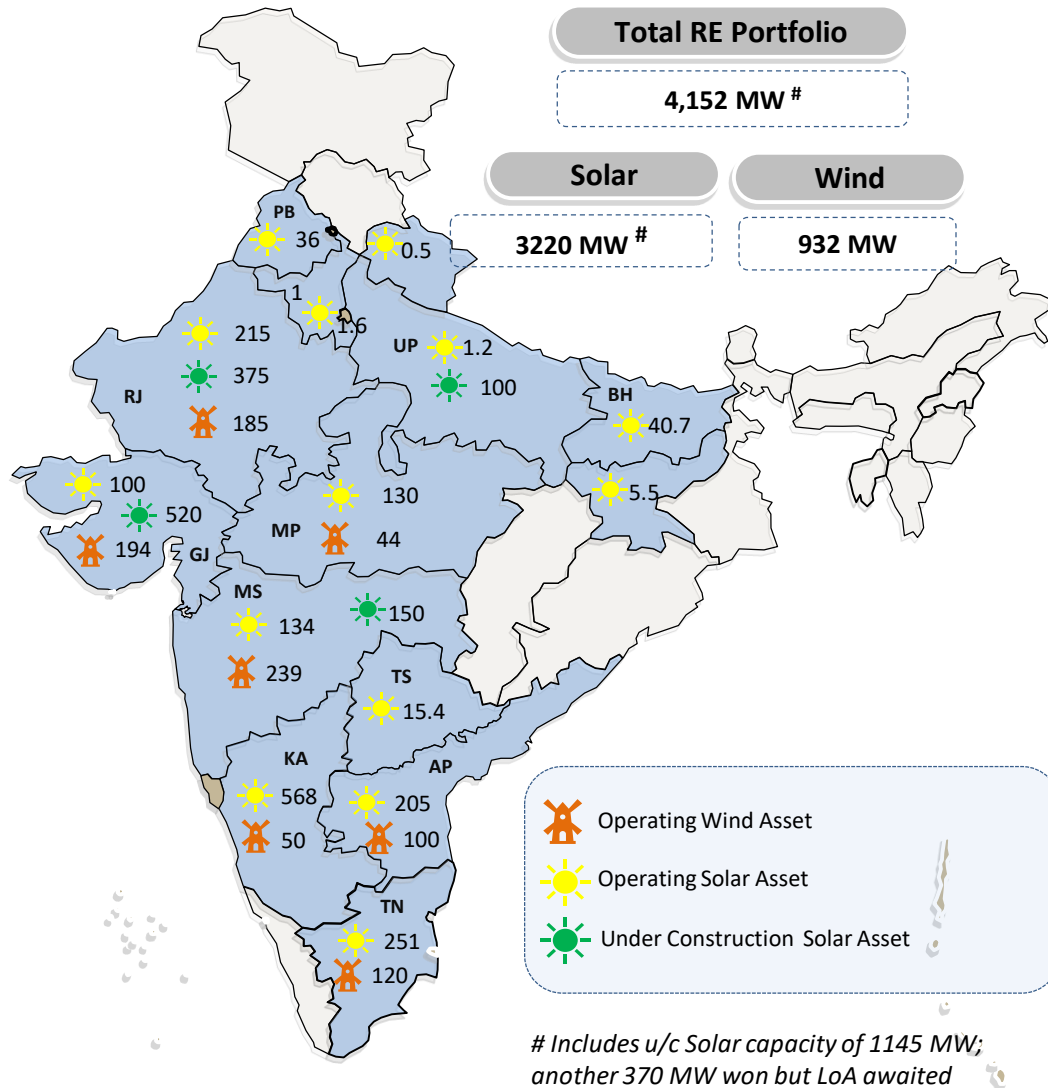 Total RE Portfolio
4,152 MW #
Solar
Wind
3220 MW #
932 MW
PB
36
0.5
1
1.6
215
375
RJ
185
UP
1.2
100
BH
40.7
5.5
100
520
194
GJ
130
MP
44
MS
134
150
239
TS
15.4
KA
568
50
AP
205
100
TN
251
120
Operating Wind Asset
Operating Solar Asset
Under Construction Solar Asset
# Includes u/c Solar capacity of 1145 MW;
another 370 MW won but LoA awaited